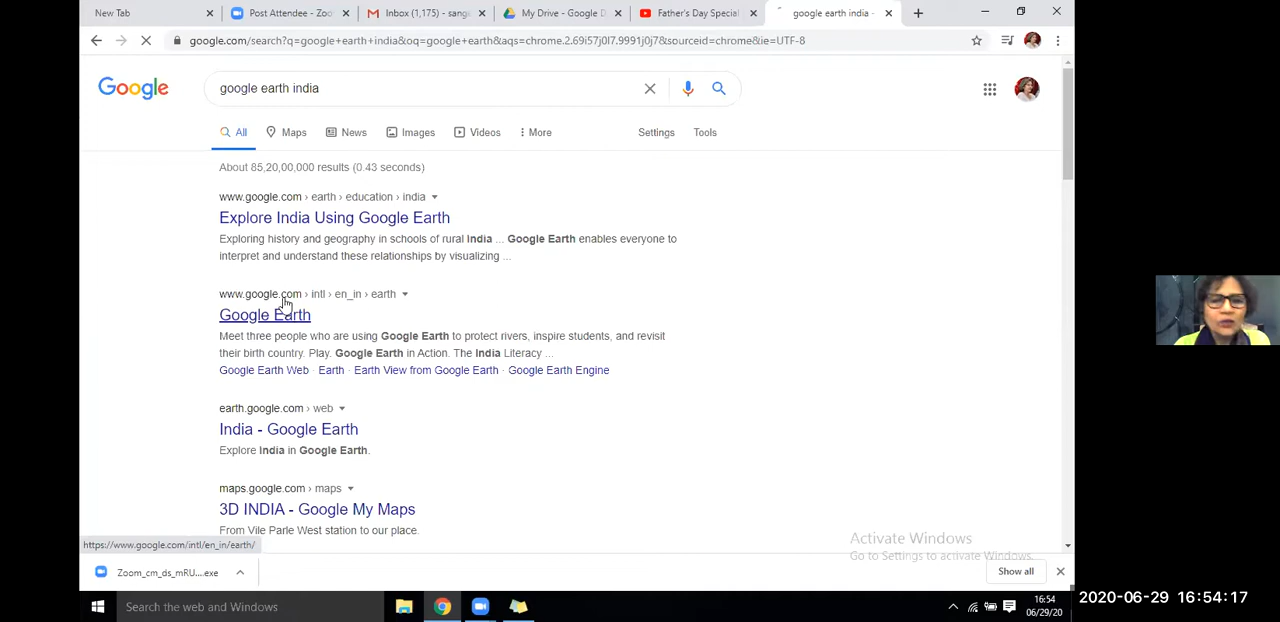 New Tab
Post Attendee - Zoo
Inbox (1,175) - sange
My Drive - Google D
Father's Day Special
google earth india -
google.com/search?q=google+earth+india&oq=google+earth&aqs=chrome.2.69i57j0l7.9991j0j7&sourceid=chrome&ie=UTF-8
Google
google earth india
All
Maps
News
Images
Videos
More
Settings
Tools
About 85,20,00,000 results (0.43 seconds)
www.google.com › earth › education › india
Explore India Using Google Earth
Exploring history and geography in schools of rural India ... Google Earth enables everyone to
interpret and understand these relationships by visualizing ...
www.google.com › intl › en_in › earth
Google Earth
Meet three people who are using Google Earth to protect rivers, inspire students, and revisit
their birth country. Play. Google Earth in Action. The India Literacy ...
Google Earth Web · Earth · Earth View from Google Earth · Google Earth Engine
earth.google.com › web
India - Google Earth
Explore India in Google Earth.
maps.google.com › maps
3D INDIA - Google My Maps
From Vile Parle West station to our place.
Activate Windows
Go to Settings to activate Windows.
https://www.google.com/intl/en_in/earth/
Zoom_cm_ds_mRU....exe
Show all
Search the web and Windows
16:54
06/29/20
2020-06-29 16:54:17